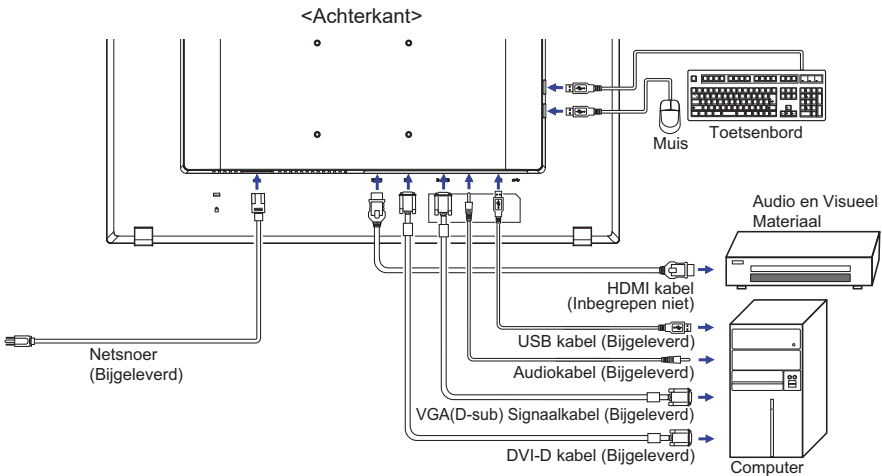 <Achterkant>
Muis
Toetsenbord
Audio en Visueel
Materiaal
HDMI kabel
(Inbegrepen niet)
USB kabel (Bijgeleverd)
Netsnoer
(Bijgeleverd)
Audiokabel (Bijgeleverd)
VGA(D-sub) Signaalkabel (Bijgeleverd)
DVI-D kabel (Bijgeleverd)
Computer